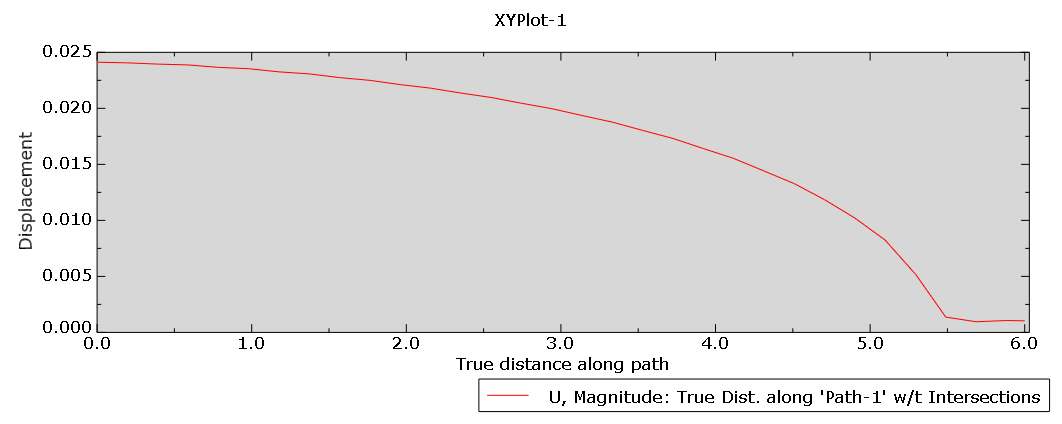 XYPlot-1
0.025
0.020
0.015
0.010
0.005
0.000
Displacement
0.0 1.0 2.0 3.0 4.0 5.0 6.0
True distance along path
U, Magnitude: True Dist. along 'Path-1' w/t Intersections